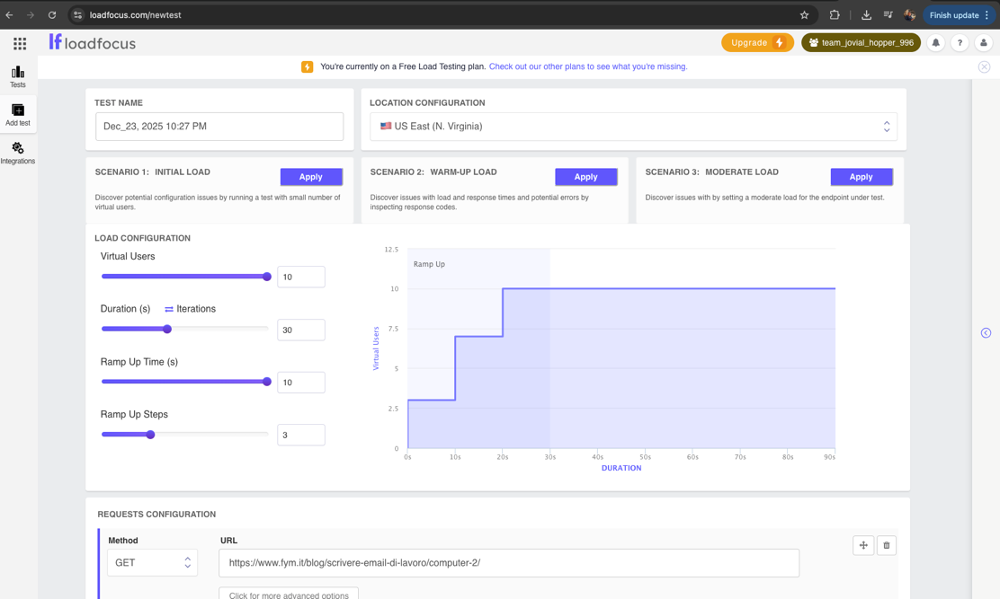 loadfocus.com/newtest
Finish update
lf loadfocus
Upgrade
team_jovial_hopper_996
?
You're currently on a Free Load Testing plan. Check out our other plans to see what you're missing.
Tests
Add test
Integrations
TEST NAME
Dec_23, 2025 10:27 PM
LOCATION CONFIGURATION
US East (N. Virginia)
SCENARIO 1: INITIAL LOAD
Apply
Discover potential configuration issues by running a test with small number of
virtual users.
SCENARIO 2: WARM-UP LOAD
Apply
Discover issues with load and response times and potential errors by
inspecting response codes.
SCENARIO 3: MODERATE LOAD
Apply
Discover issues with by setting a moderate load for the endpoint under test.
LOAD CONFIGURATION
Virtual Users
10
Duration (s)
Iterations
30
Ramp Up Time (s)
10
Ramp Up Steps
3
Virtual Users
12.5
10
7.5
5
2.5
0
Ramp Up
0s 10s 20s 30s 40s 50s 60s 70s 80s 90s
DURATION
REQUESTS CONFIGURATION
Method
GET
URL
https://www.fym.it/blog/scrivere-email-di-lavoro/computer-2/
Click for more advanced options